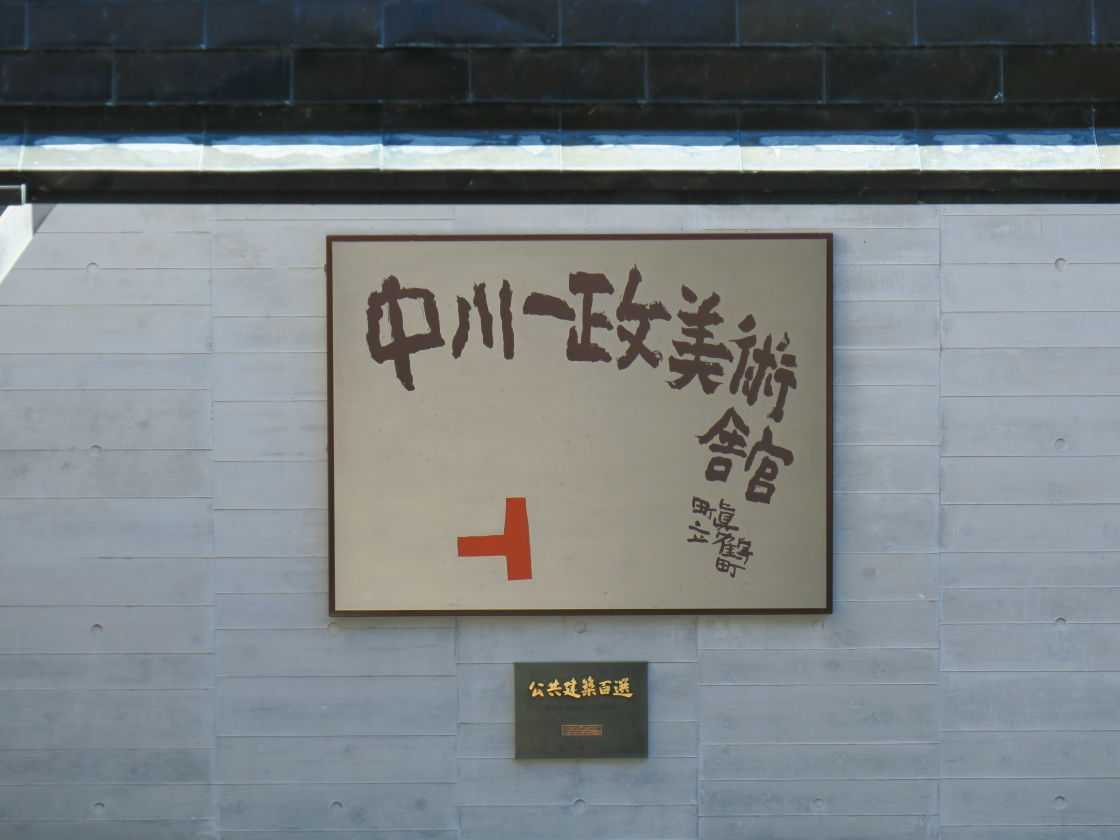 中川一政美術館
真鶴町
町立
公共建築百選